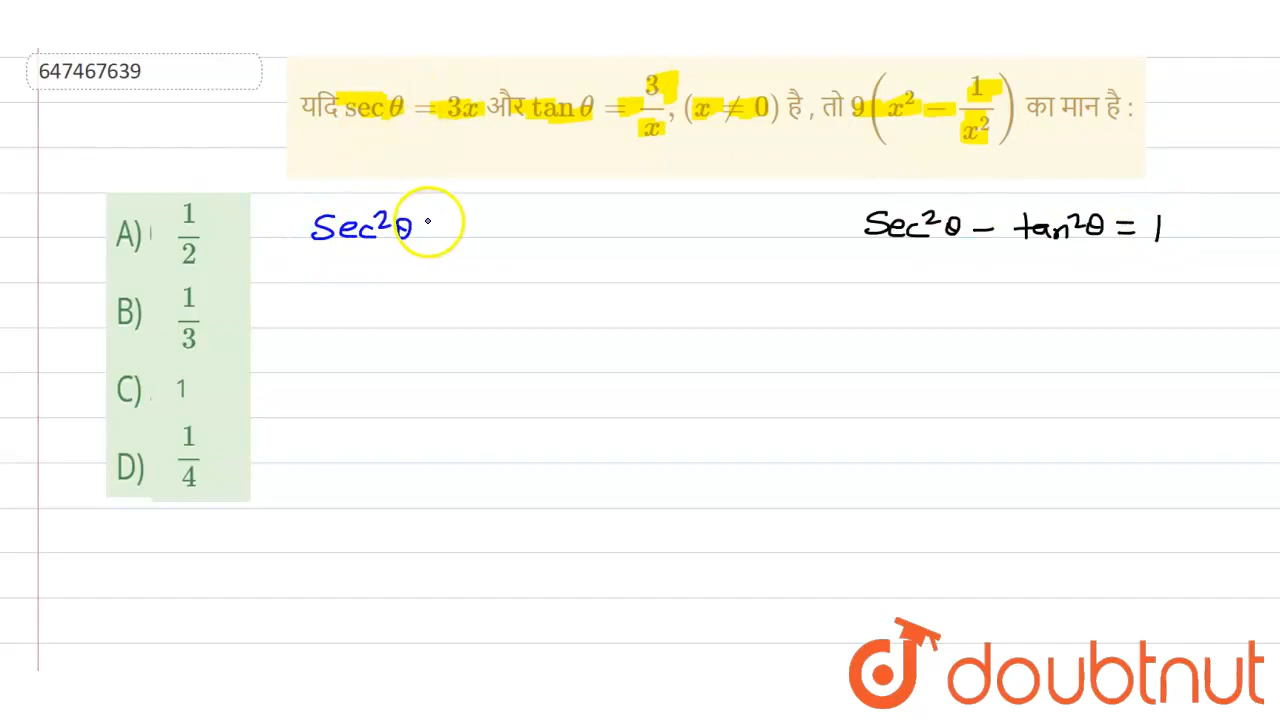 647467639
यदि sec θ = 3x और tan θ = 3/x, (x ≠ 0) है , तो 9(x² − 1/x²) का मान है :
A) 1/2
B) 1/3
C) 1
D) 1/4
Sec²θ
Sec²θ − tan²θ = 1
doubtnut